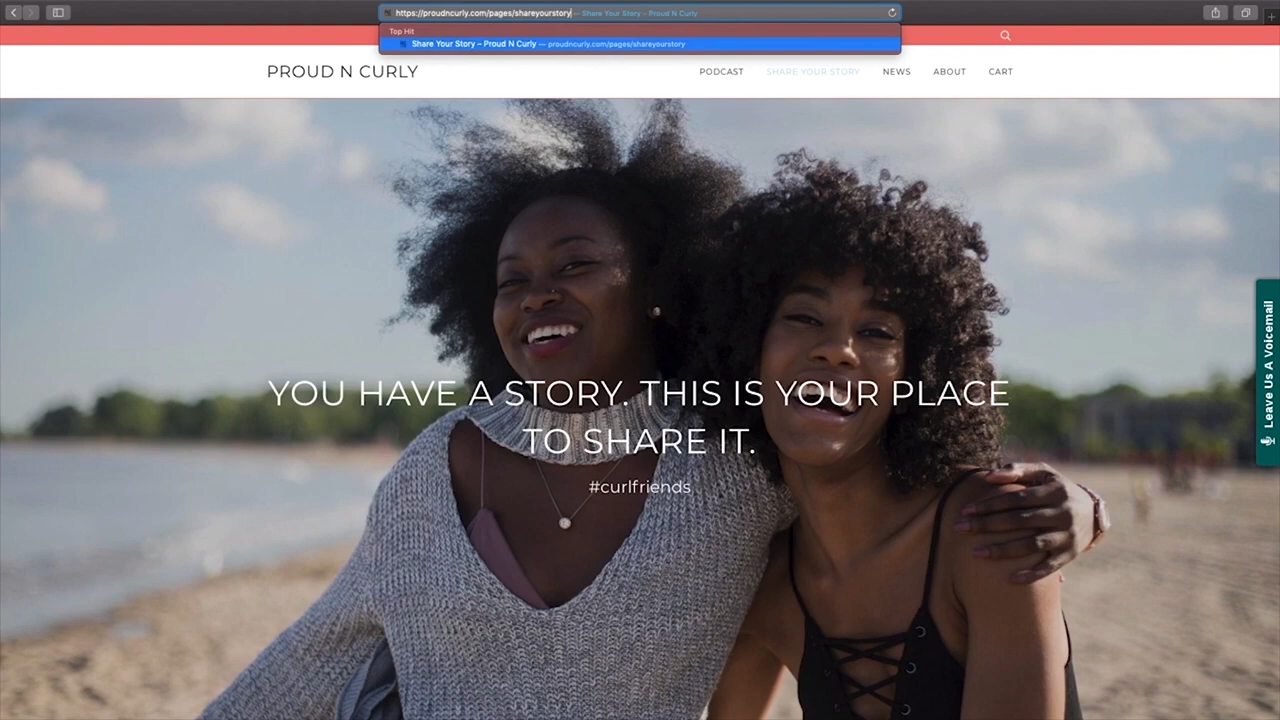 https://proudncurly.com/pages/shareyourstory — Share Your Story – Proud N Curly
Top Hit
Share Your Story – Proud N Curly — proudncurly.com/pages/shareyourstory
PROUD N CURLY
PODCAST SHARE YOUR STORY NEWS ABOUT CART
YOU HAVE A STORY. THIS IS YOUR PLACE
TO SHARE IT.
#curlfriends
Leave Us A Voicemail